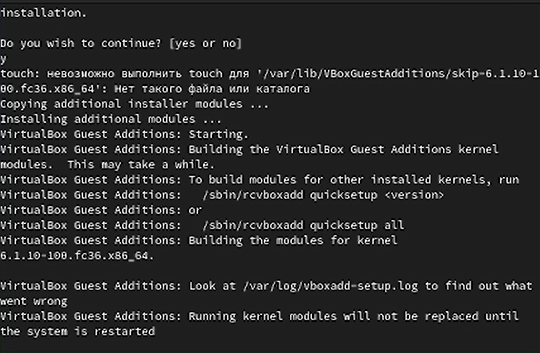 installation.
Do you wish to continue? [yes or no]
y
touch: невозможно выполнить touch для '/var/lib/VBoxGuestAdditions/skip-6.1.10-1
00.fc36.x86_64': Нет такого файла или каталога
Copying additional installer modules ...
Installing additional modules ...
VirtualBox Guest Additions: Starting.
VirtualBox Guest Additions: Building the VirtualBox Guest Additions kernel
modules.  This may take a while.
VirtualBox Guest Additions: To build modules for other installed kernels, run
VirtualBox Guest Additions:   /sbin/rcvboxadd quicksetup <version>
VirtualBox Guest Additions: or
VirtualBox Guest Additions:   /sbin/rcvboxadd quicksetup all
VirtualBox Guest Additions: Building the modules for kernel
6.1.10-100.fc36.x86_64.
VirtualBox Guest Additions: Look at /var/log/vboxadd-setup.log to find out what
went wrong
VirtualBox Guest Additions: Running kernel modules will not be replaced until
the system is restarted